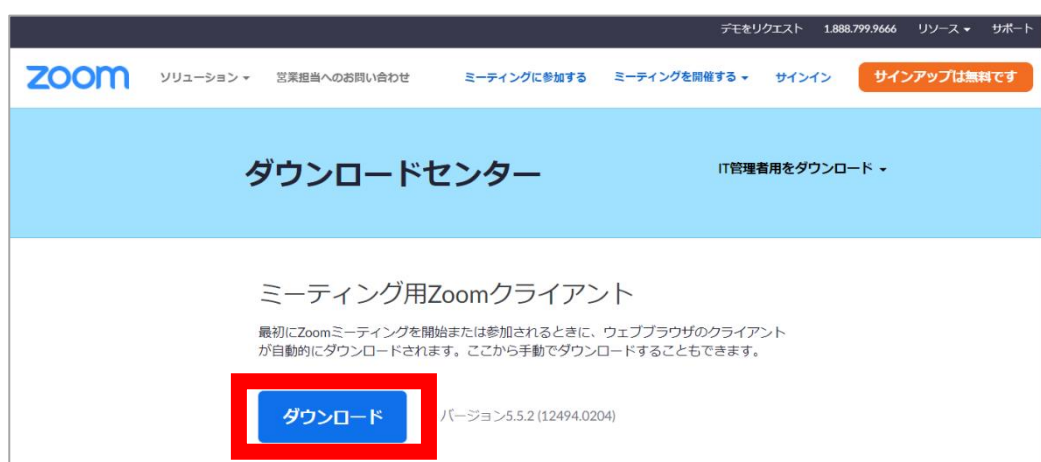 デモをリクエスト 1.888.799.9666 リソース サポート
zoom ソリューション 営業担当へのお問い合わせ ミーティングに参加する ミーティングを開催する サインイン サインアップは無料です
ダウンロードセンター IT管理者用をダウンロード
ミーティング用Zoomクライアント
最初にZoomミーティングを開始または参加されるときに、ウェブブラウザのクライアント
が自動的にダウンロードされます。ここから手動でダウンロードすることもできます。
ダウンロード バージョン5.5.2 (12494.0204)